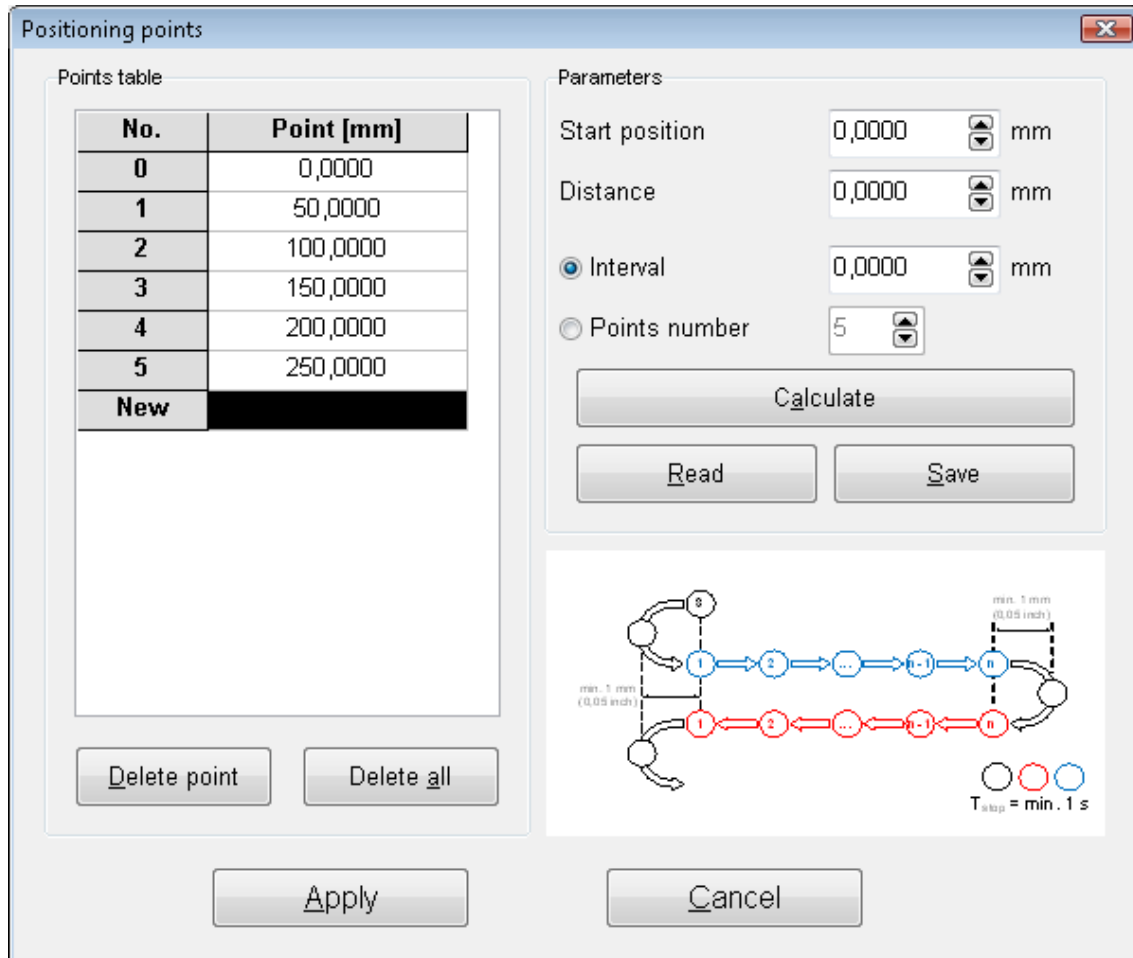 Positioning points
Points table
No. Point [mm]
0 0,0000
1 50,0000
2 100,0000
3 150,0000
4 200,0000
5 250,0000
New
Delete point Delete all
Parameters
Start position 0,0000 mm
Distance 0,0000 mm
Interval 0,0000 mm
Points number 5
Calculate
Read Save
min. 1 mm
(0,05 inch)
1 2 ... n-1 n
min. 1 mm
(0,05 inch)
1 2 ... n-1 n
T stop = min. 1 s
Apply Cancel